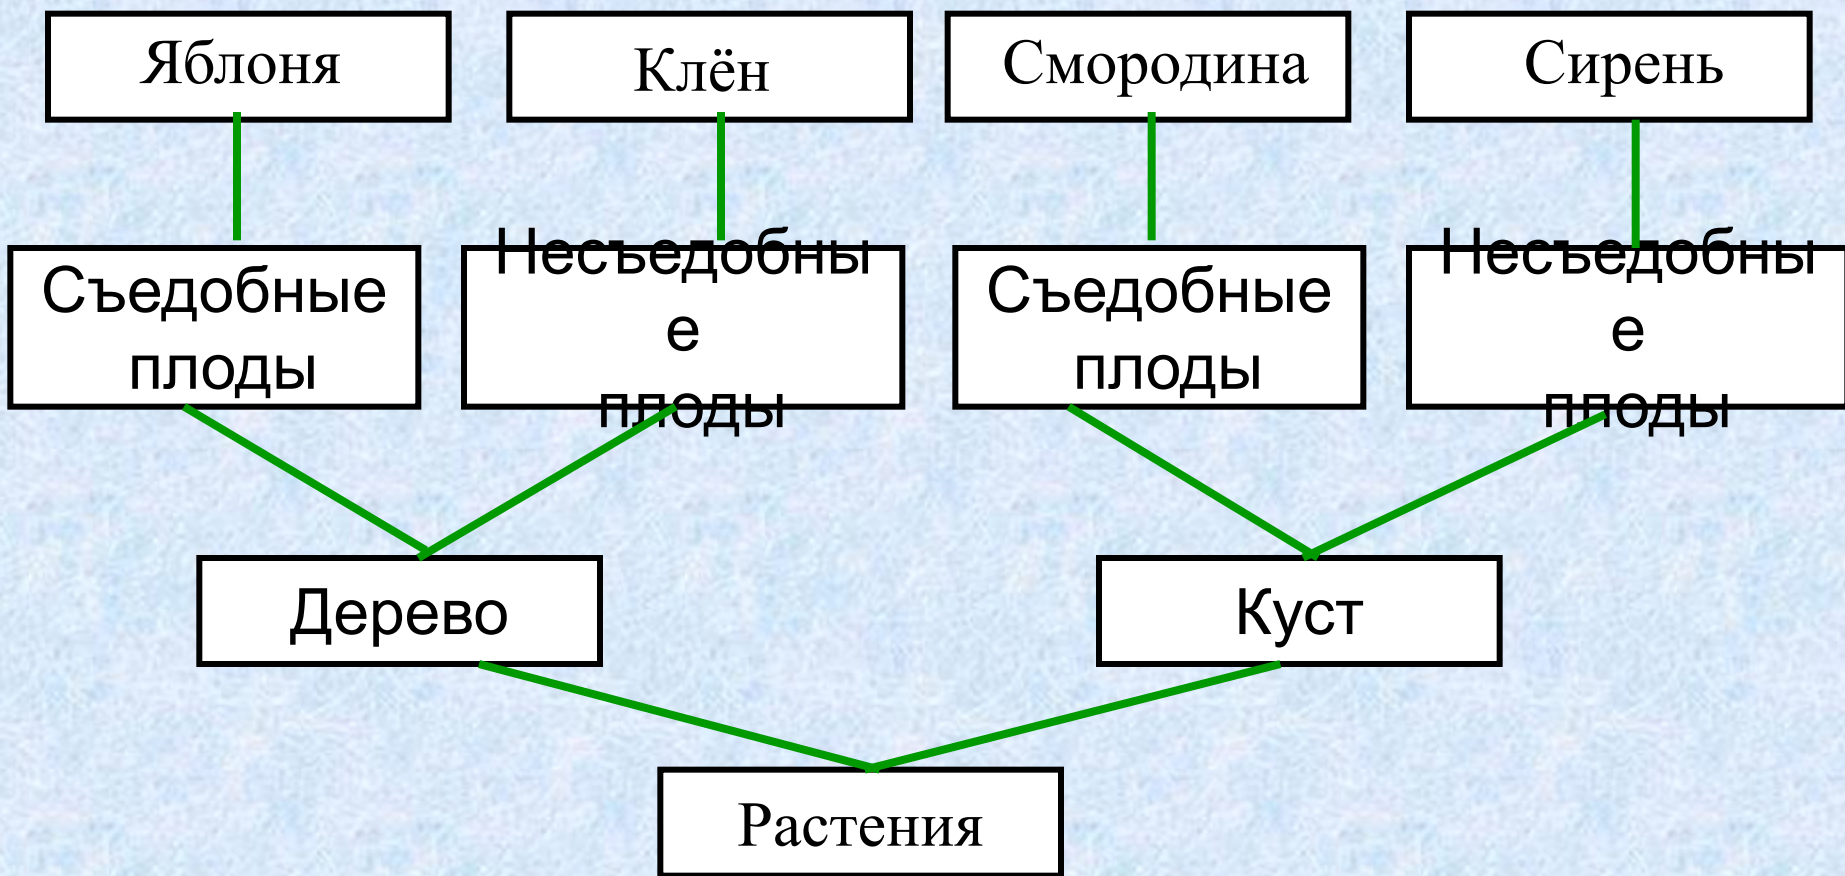 Яблоня
Клён
Смородина
Сирень
Съедобные
плоды
Несъедобны
е
плоды
Съедобные
плоды
Несъедобны
е
плоды
Дерево
Куст
Растения